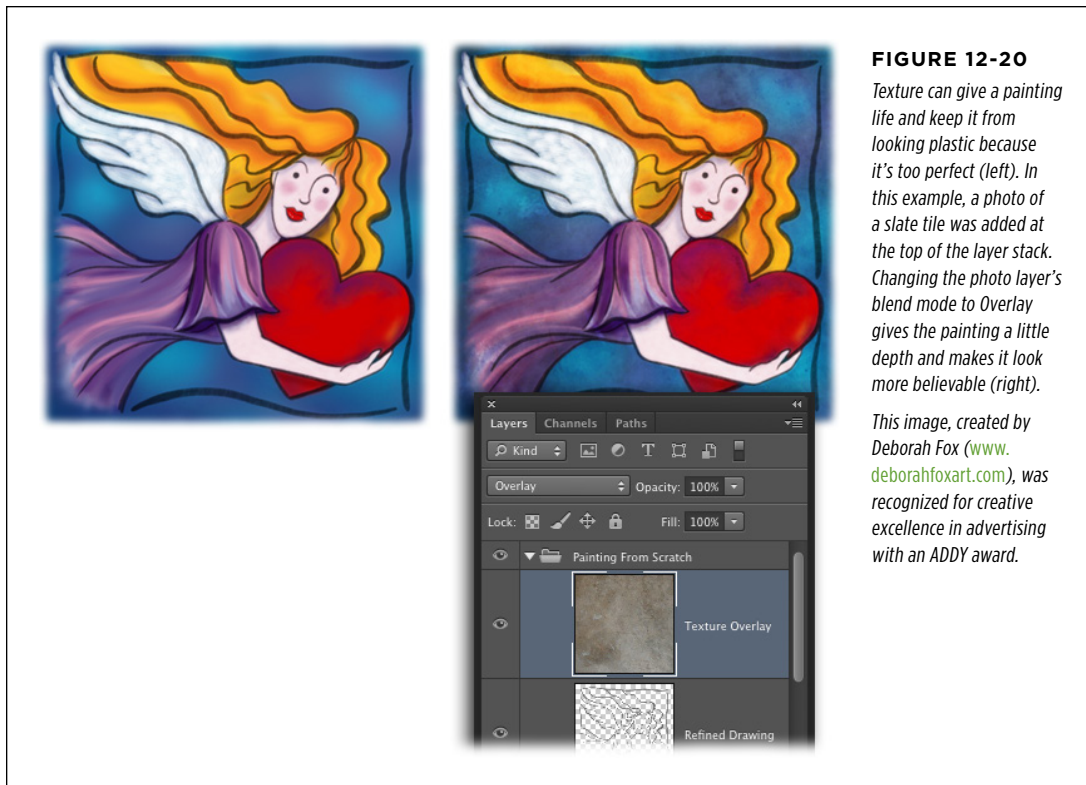 FIGURE 12-20
Texture can give a painting
life and keep it from
looking plastic because
it's too perfect (left). In
this example, a photo of
a slate tile was added at
the top of the layer stack.
Changing the photo layer's
blend mode to Overlay
gives the painting a little
depth and makes it look
more believable (right).
This image, created by
Deborah Fox (www.
deborahfoxart.com), was
recognized for creative
excellence in advertising
with an ADDY award.
Layers Channels Paths
Kind
Overlay Opacity: 100%
Lock: Fill: 100%
Painting From Scratch
Texture Overlay
Refined Drawing